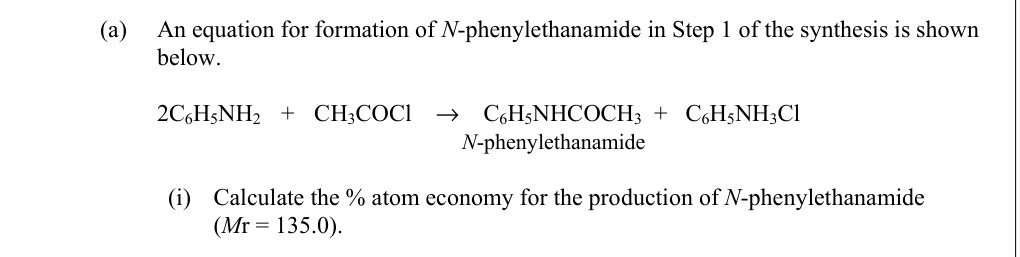 (a) An equation for formation of N-phenylethanamide in Step 1 of the synthesis is shown
below.
2C₆H₅NH₂ + CH₃COCl → C₆H₅NHCOCH₃ + C₆H₅NH₃Cl
N-phenylethanamide
(i) Calculate the % atom economy for the production of N-phenylethanamide
(Mr = 135.0).